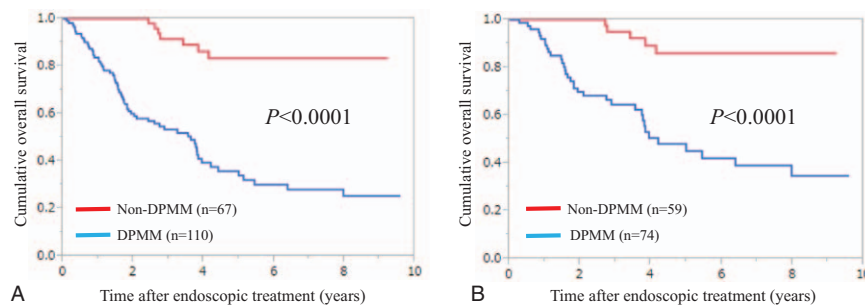 Cumulative overall survival
1.0
0.8
0.6
0.4
0.2
0.0
P<0.0001
Non-DPMM (n=67)
DPMM (n=110)
0 2 4 6 8 10
A Time after endoscopic treatment (years)
Cumulative overall survival
1.0
0.8
0.6
0.4
0.2
0.0
P<0.0001
Non-DPMM (n=59)
DPMM (n=74)
0 2 4 6 8 10
B Time after endoscopic treatment (years)